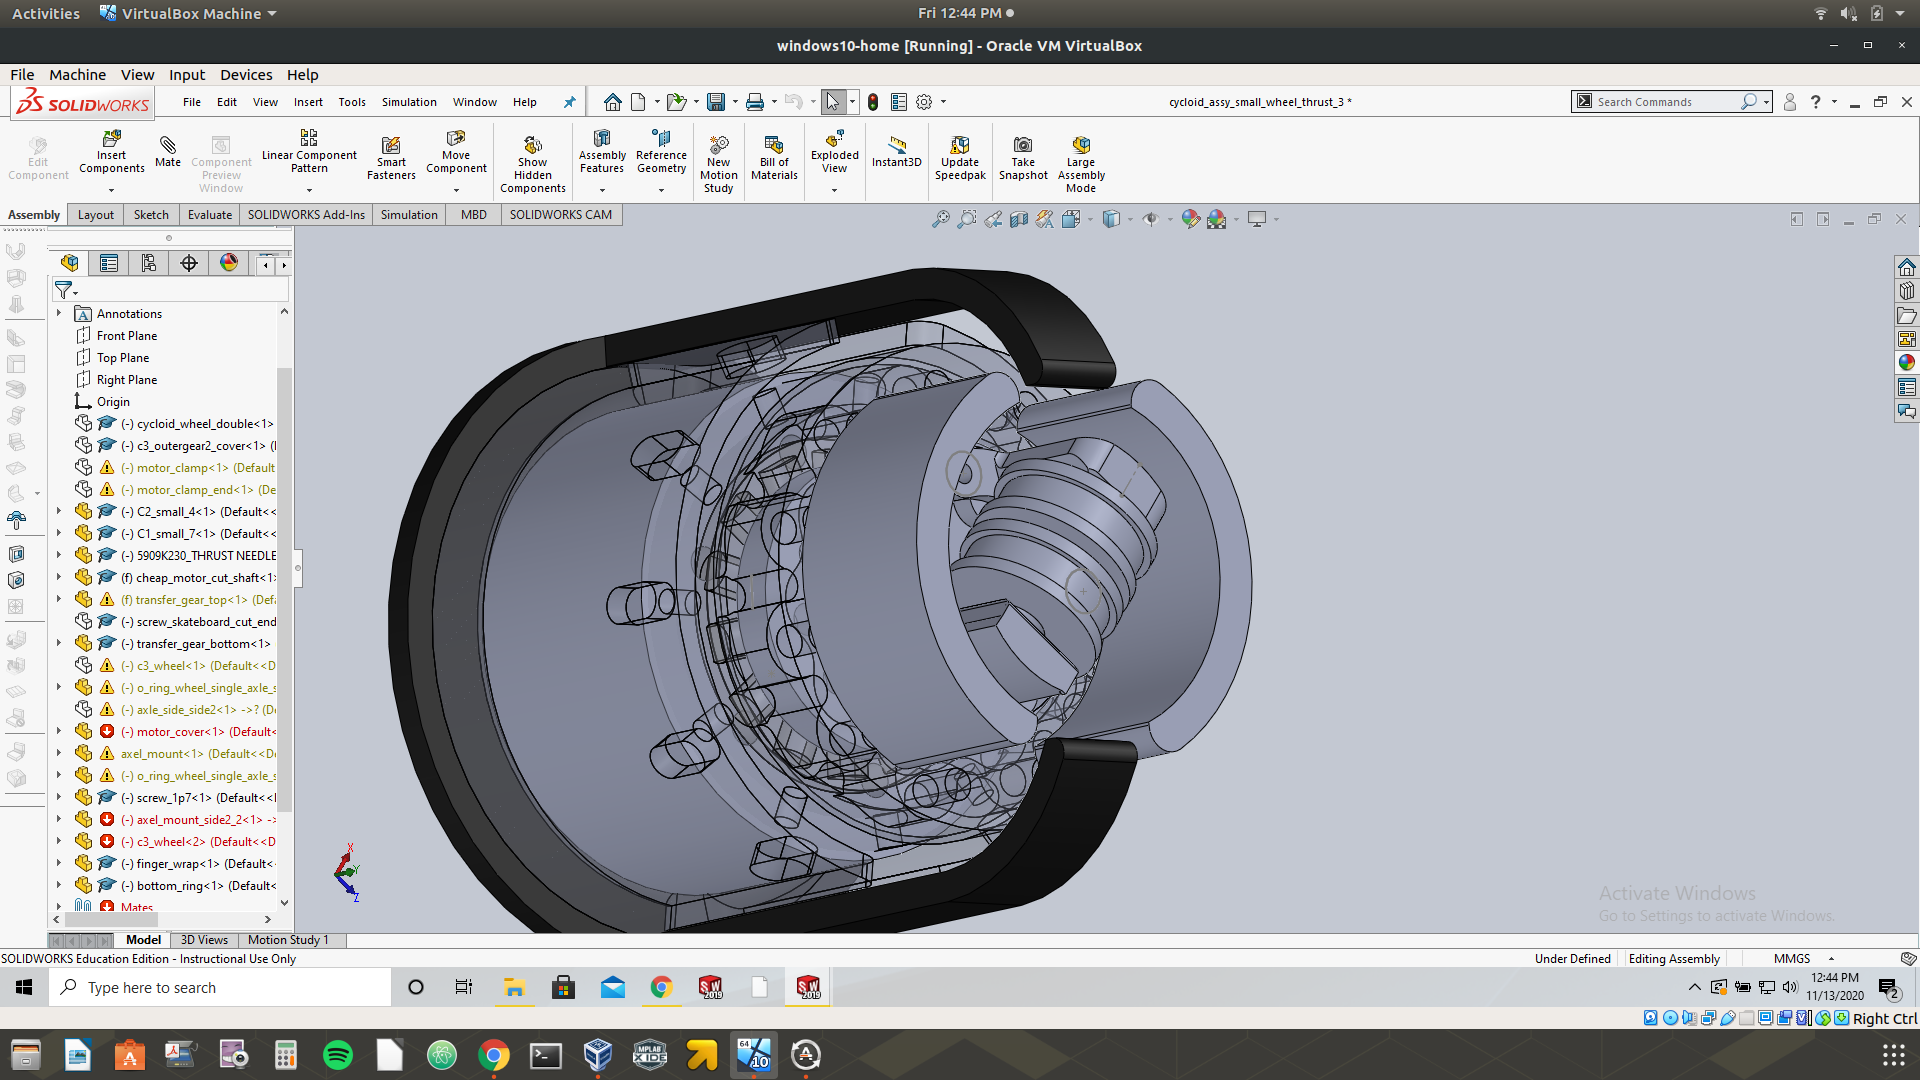 Activities VirtualBox Machine Fri 12:44 PM
windows10-home [Running] - Oracle VM VirtualBox
File Machine View Input Devices Help
SOLIDWORKS File Edit View Insert Tools Simulation Window Help cycloid_assy_small_wheel_thrust_3 * Search Commands
Edit Component
Insert Components
Mate
Component Preview Window
Linear Component Pattern
Smart Fasteners
Move Component
Show Hidden Components
Assembly Features
Reference Geometry
New Motion Study
Bill of Materials
Exploded View
Instant3D
Update Speedpak
Take Snapshot
Large Assembly Mode
Assembly Layout Sketch Evaluate SOLIDWORKS Add-Ins Simulation MBD SOLIDWORKS CAM
Annotations
Front Plane
Top Plane
Right Plane
Origin
(-) cycloid_wheel_double<1>
(-) c3_outergear2_cover<1> (
(-) motor_clamp<1> (Default
(-) motor_clamp_end<1> (De
(-) C2_small_4<1> (Default<<
(-) C1_small_7<1> (Default<<
(-) 5909K230_THRUST NEEDLE
(f) cheap_motor_cut_shaft<1>
(f) transfer_gear_top<1> (Def
(-) screw_skateboard_cut_end
(-) transfer_gear_bottom<1>
(-) c3_wheel<1> (Default<<D
(-) o_ring_wheel_single_axle_s
(-) axle_side_side2<1> ->? (D
(-) motor_cover<1> (Default<
axel_mount<1> (Default<<D
(-) o_ring_wheel_single_axle_s
(-) screw_1p7<1> (Default<<
(-) axel_mount_side2_2<1> ->
(-) c3_wheel<2> (Default<<D
(-) finger_wrap<1> (Default<
(-) bottom_ring<1> (Default<
Mates
X
Y
Z
Activate Windows
Go to Settings to activate Windows.
Model 3D Views Motion Study 1
SOLIDWORKS Education Edition - Instructional Use Only Under Defined Editing Assembly MMGS
Type here to search
SW 2019
SW 2019
12:44 PM
11/13/2020
2
Right Ctrl
MPLAB X IDE
64
10